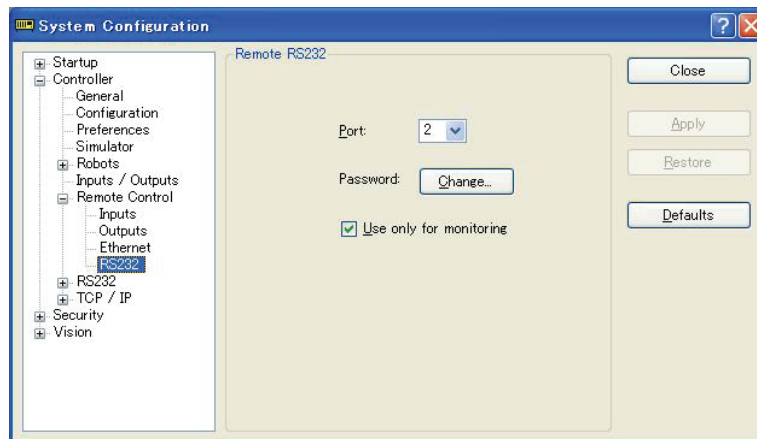 System Configuration
Startup
Controller
General
Configuration
Preferences
Simulator
Robots
Inputs / Outputs
Remote Control
Inputs
Outputs
Ethernet
RS232
RS232
TCP / IP
Security
Vision
Remote RS232
Port: 2
Password: Change...
Use only for monitoring
Close
Apply
Restore
Defaults